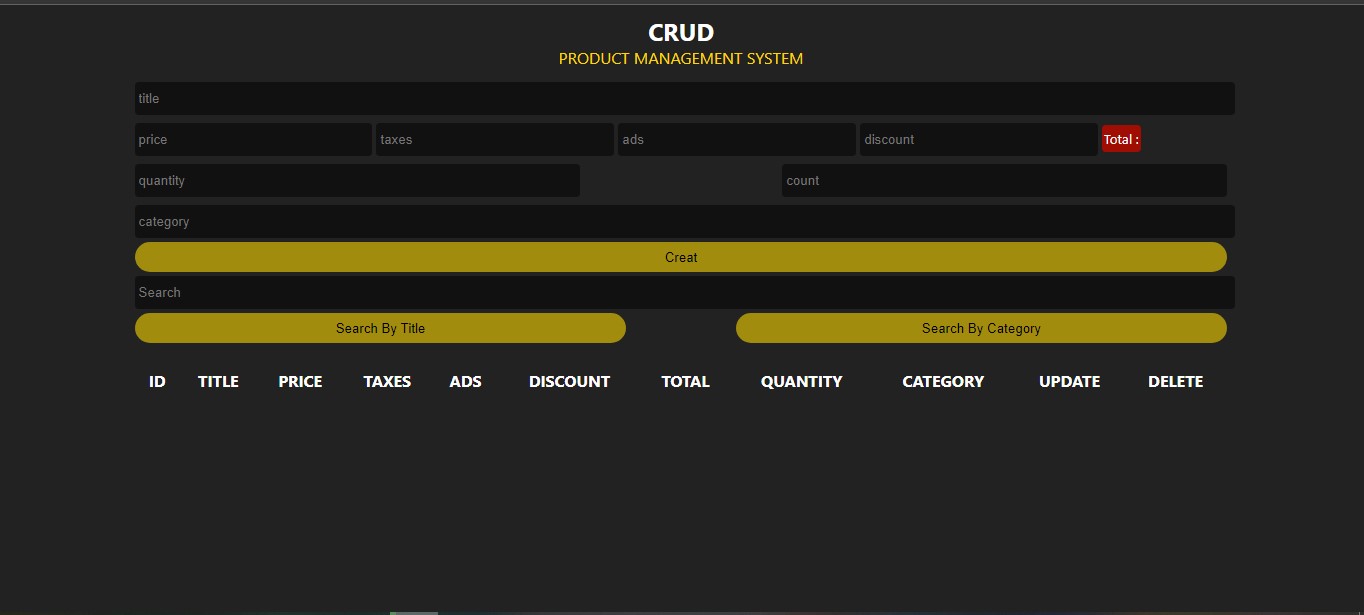 CRUD
PRODUCT MANAGEMENT SYSTEM
title
price taxes ads discount Total :
quantity count
category
Creat
Search
Search By Title Search By Category
ID TITLE PRICE TAXES ADS DISCOUNT TOTAL QUANTITY CATEGORY UPDATE DELETE